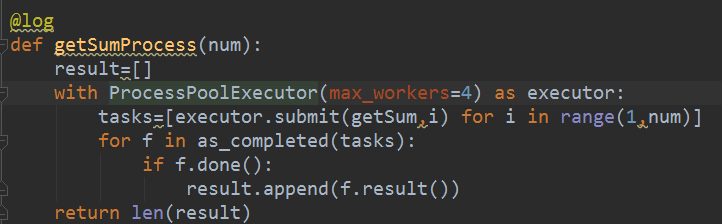 @log
def getSumProcess(num):
    result=[]
    with ProcessPoolExecutor(max_workers=4) as executor:
        tasks=[executor.submit(getSum,i) for i in range(1,num)]
        for f in as_completed(tasks):
            if f.done():
                result.append(f.result())
    return len(result)